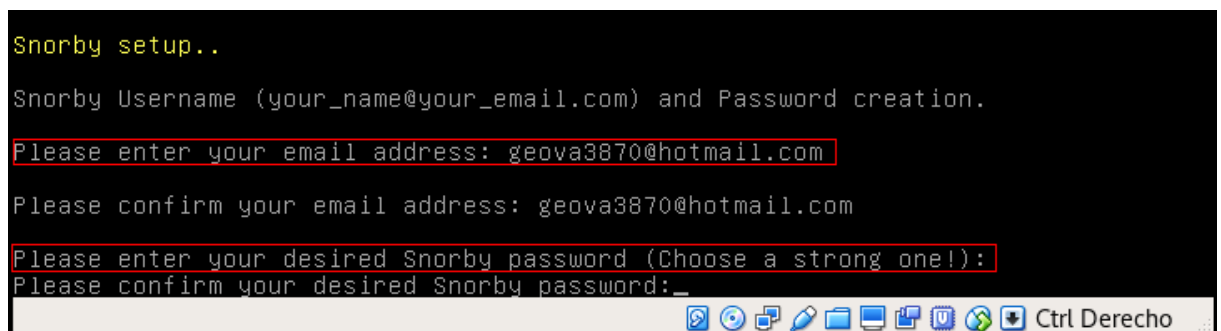 Snorby setup..
Snorby Username (your_name@your_email.com) and Password creation.
Please enter your email address: geova3870@hotmail.com
Please confirm your email address: geova3870@hotmail.com
Please enter your desired Snorby password (Choose a strong one!):
Please confirm your desired Snorby password:_
Ctrl Derecho